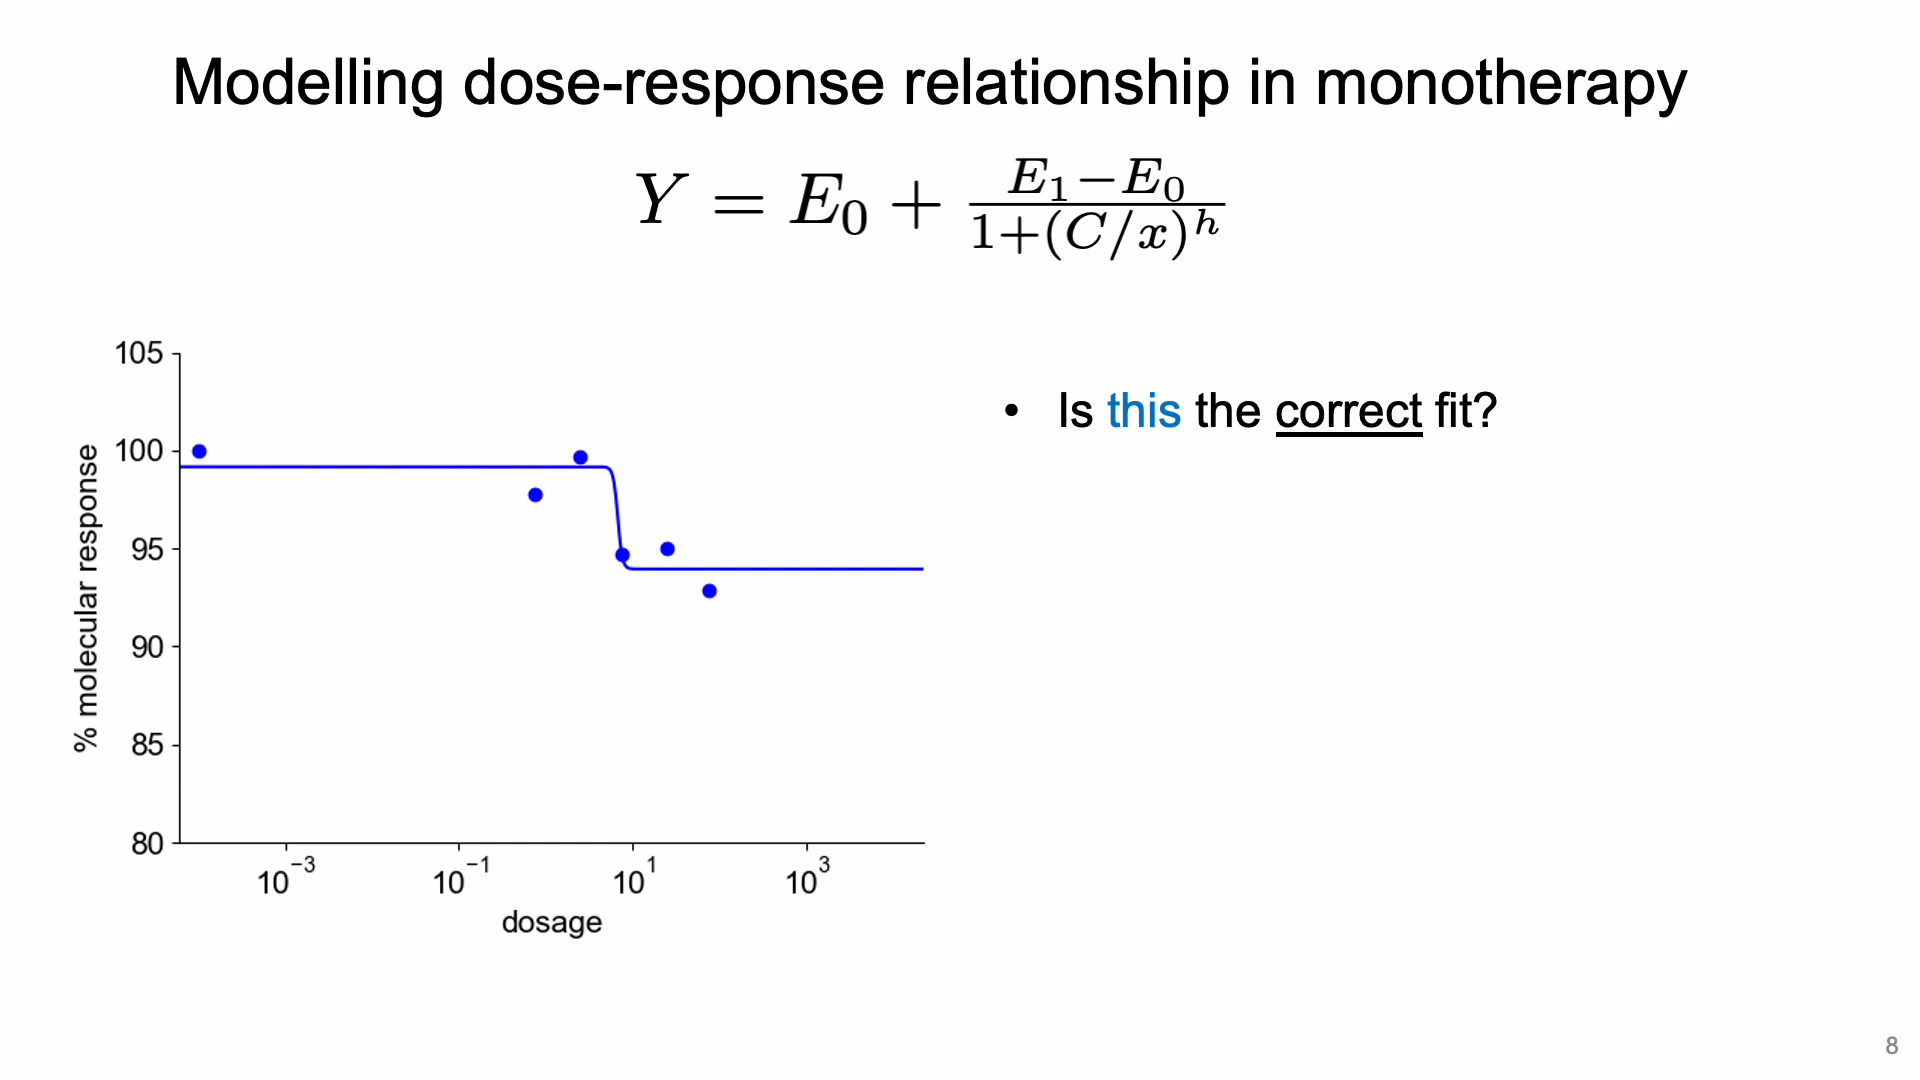 Modelling dose-response relationship in monotherapy
Y = E₀ + (E₁−E₀)/(1+(C/x)ʰ)
• Is this the correct fit?
% molecular response
105
100
95
90
85
80
10⁻³ 10⁻¹ 10¹ 10³
dosage
8